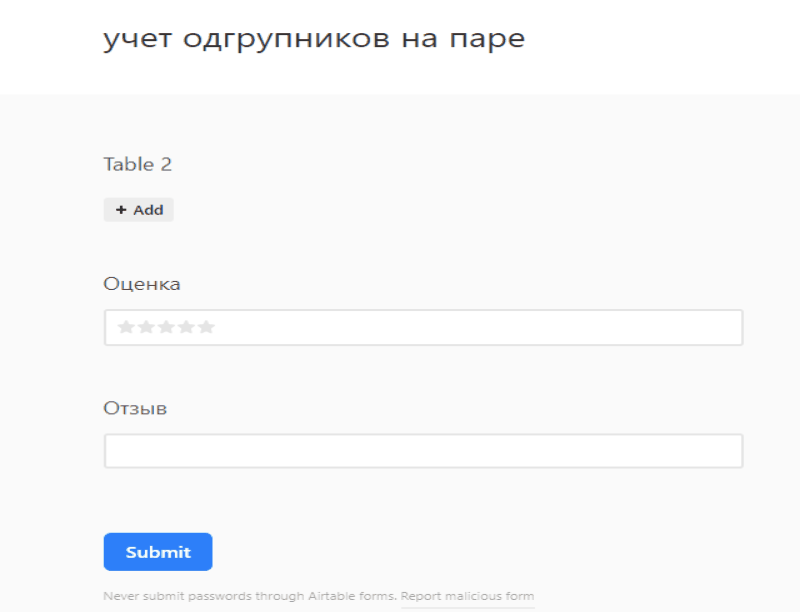 учет одгрупников на паре
Table 2
+ Add
Оценка
Отзыв
Submit
Never submit passwords through Airtable forms. Report malicious form